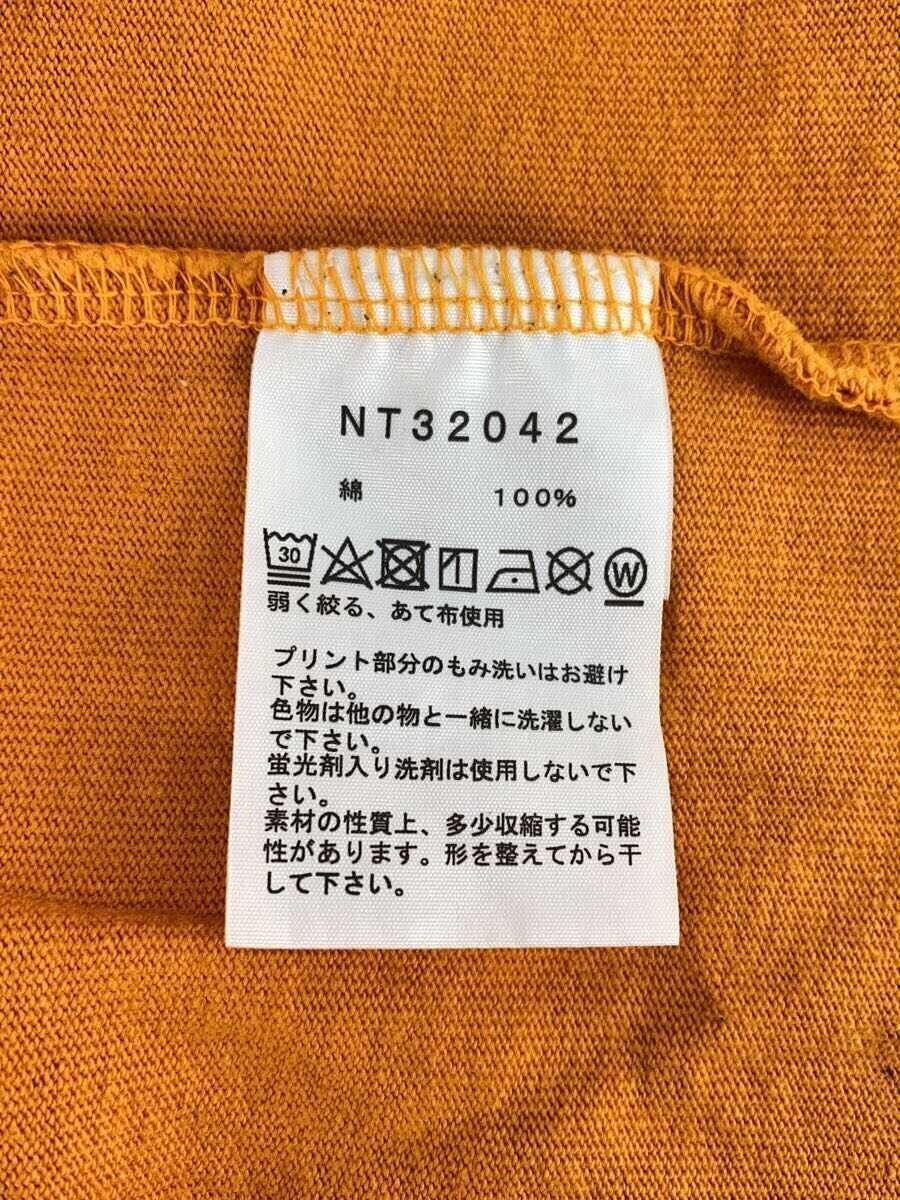 NT32042
綿 100%
30 W
弱く絞る、あて布使用
プリント部分のもみ洗いはお避け
下さい。
色物は他の物と一緒に洗濯しない
で下さい。
蛍光剤入り洗剤は使用しないで下
さい。
素材の性質上、多少収縮する可能
性があります。形を整えてから干
して下さい。